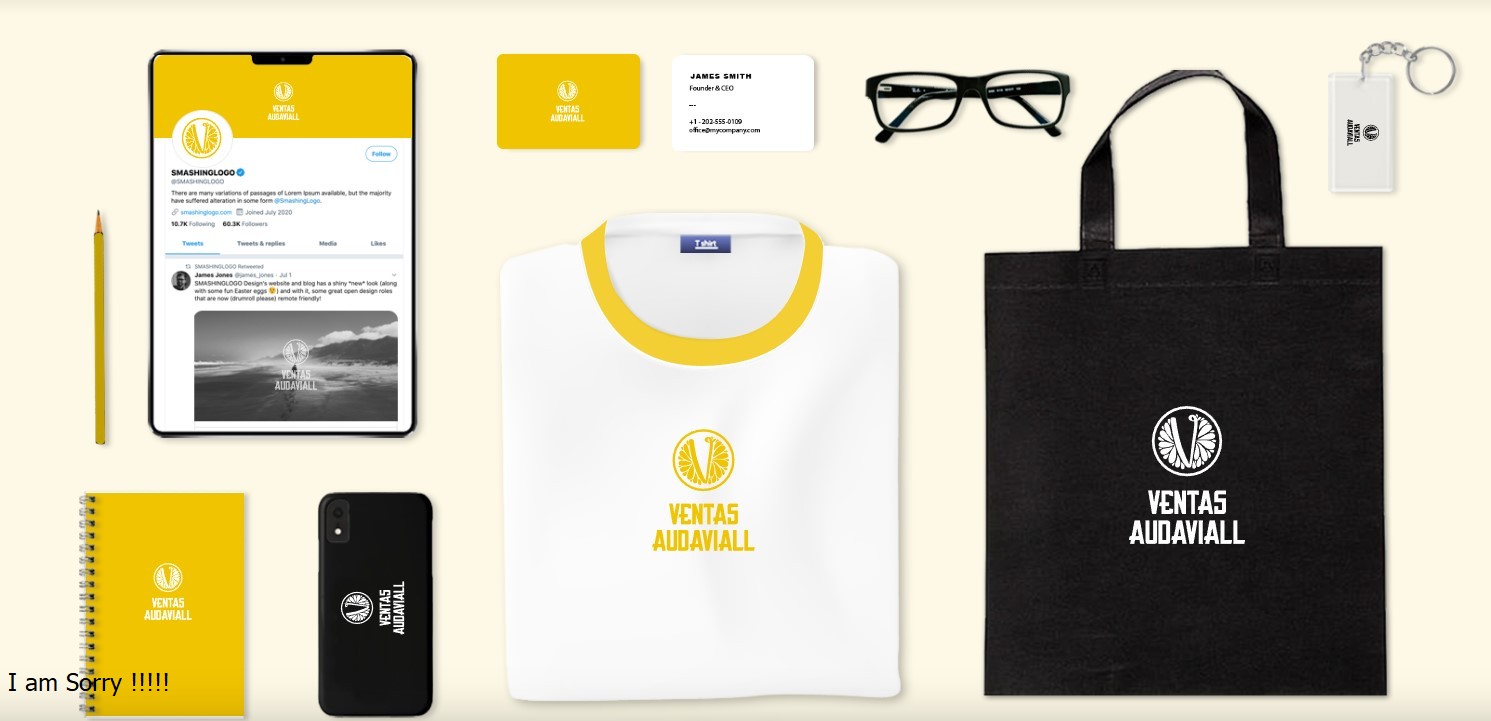 VENTAS
AUDAVIALL
Follow
SMASHINGLOGO
@SMASHINGLOGO
There are many variations of passages of Lorem Ipsum available, but the majority
have suffered alteration in some form @SmashingLogo.
smashinglogo.com Joined July 2020
10.7K Following 60.3K Followers
Tweets Tweets & replies Media Likes
SMASHINGLOGO Retweeted
James Jones @james_jones · Jul 1
SMASHINGLOGO Design's website and blog has a shiny *new* look (along
with some fun Easter eggs 😏) and with it, some great open design roles
that are now (drumroll please) remote friendly!
VENTAS
AUDAVIALL
VENTAS
AUDAVIALL
JAMES SMITH
Founder & CEO
---
+1 - 202-555-0109
office@mycompany.com
VENTAS
AUDAVIALL
T shirt
VENTAS
AUDAVIALL
VENTAS
AUDAVIALL
VENTAS
AUDAVIALL
VENTAS
AUDAVIALL
I am Sorry !!!!!